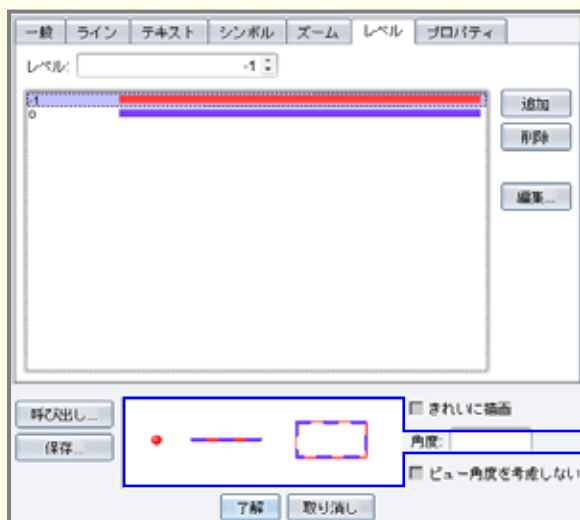 一般 ライン テキスト シンボル ズーム レベル プロパティ
レベル: -1
-1
0
追加
削除
編集...
呼び出し...
保存...
きれいに描画
角度:
ビュー角度を考慮しない
了解 取り消し